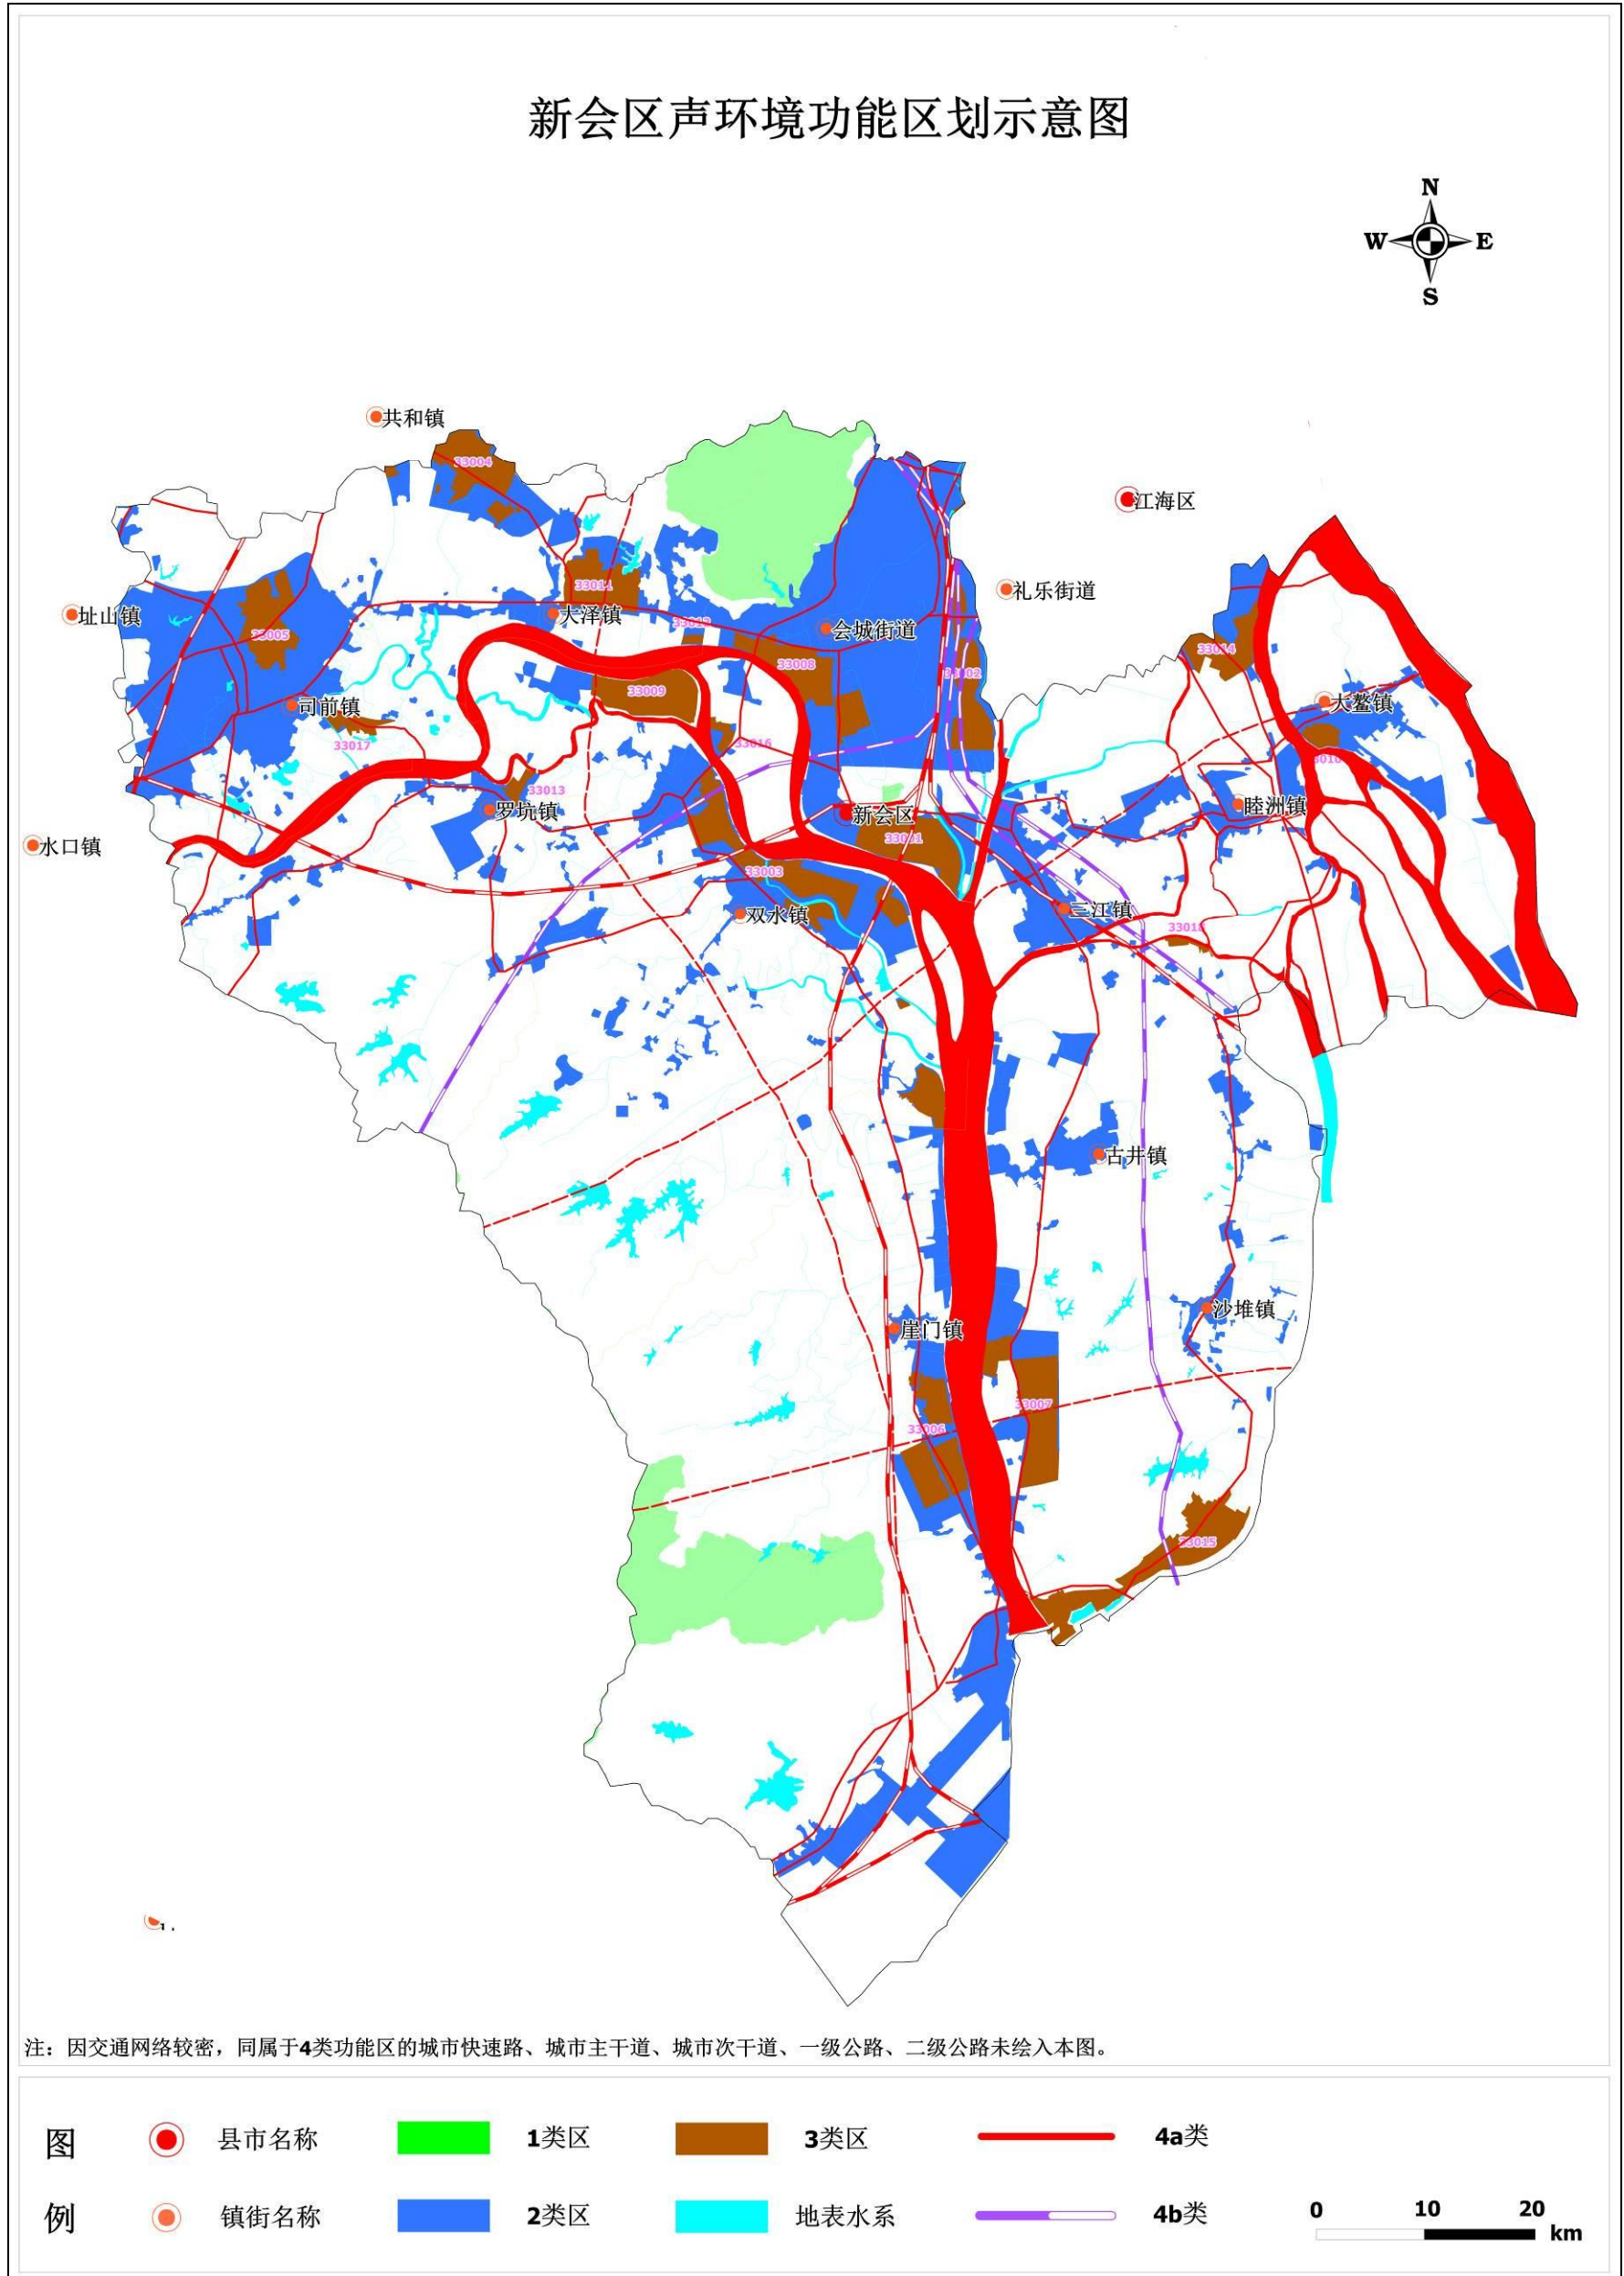 新会区声环境功能区划示意图
N
W
E
S
共和镇
33004
江海区
33011
礼乐街道
址山镇
大泽镇
会城街道
33005
33008
33014
33009
司前镇
大鳌镇
33017
33016
33013
罗坑镇
睦洲镇
新会区
水口镇
33003
双水镇
三江镇
古井镇
沙堆镇
崖门镇
33007
33006
33015
注：因交通网络较密，同属于4类功能区的城市快速路、城市主干道、城市次干道、一级公路、二级公路未绘入本图。
图例
县市名称
1类区
3类区
4a类
镇街名称
2类区
地表水系
4b类
0 10 20
km